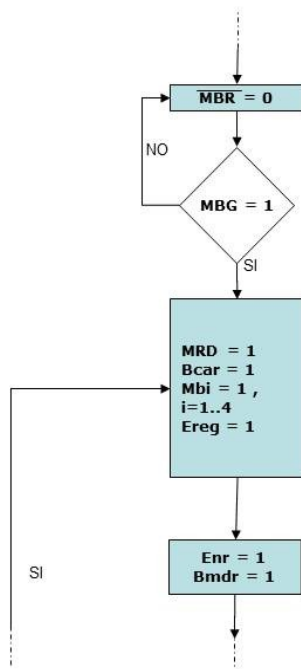 MBR = 0
NO
MBG = 1
SI
MRD = 1
Bcar = 1
Mbi = 1 ,
i=1..4
Ereg = 1
Enr = 1
Bmdr = 1
SI